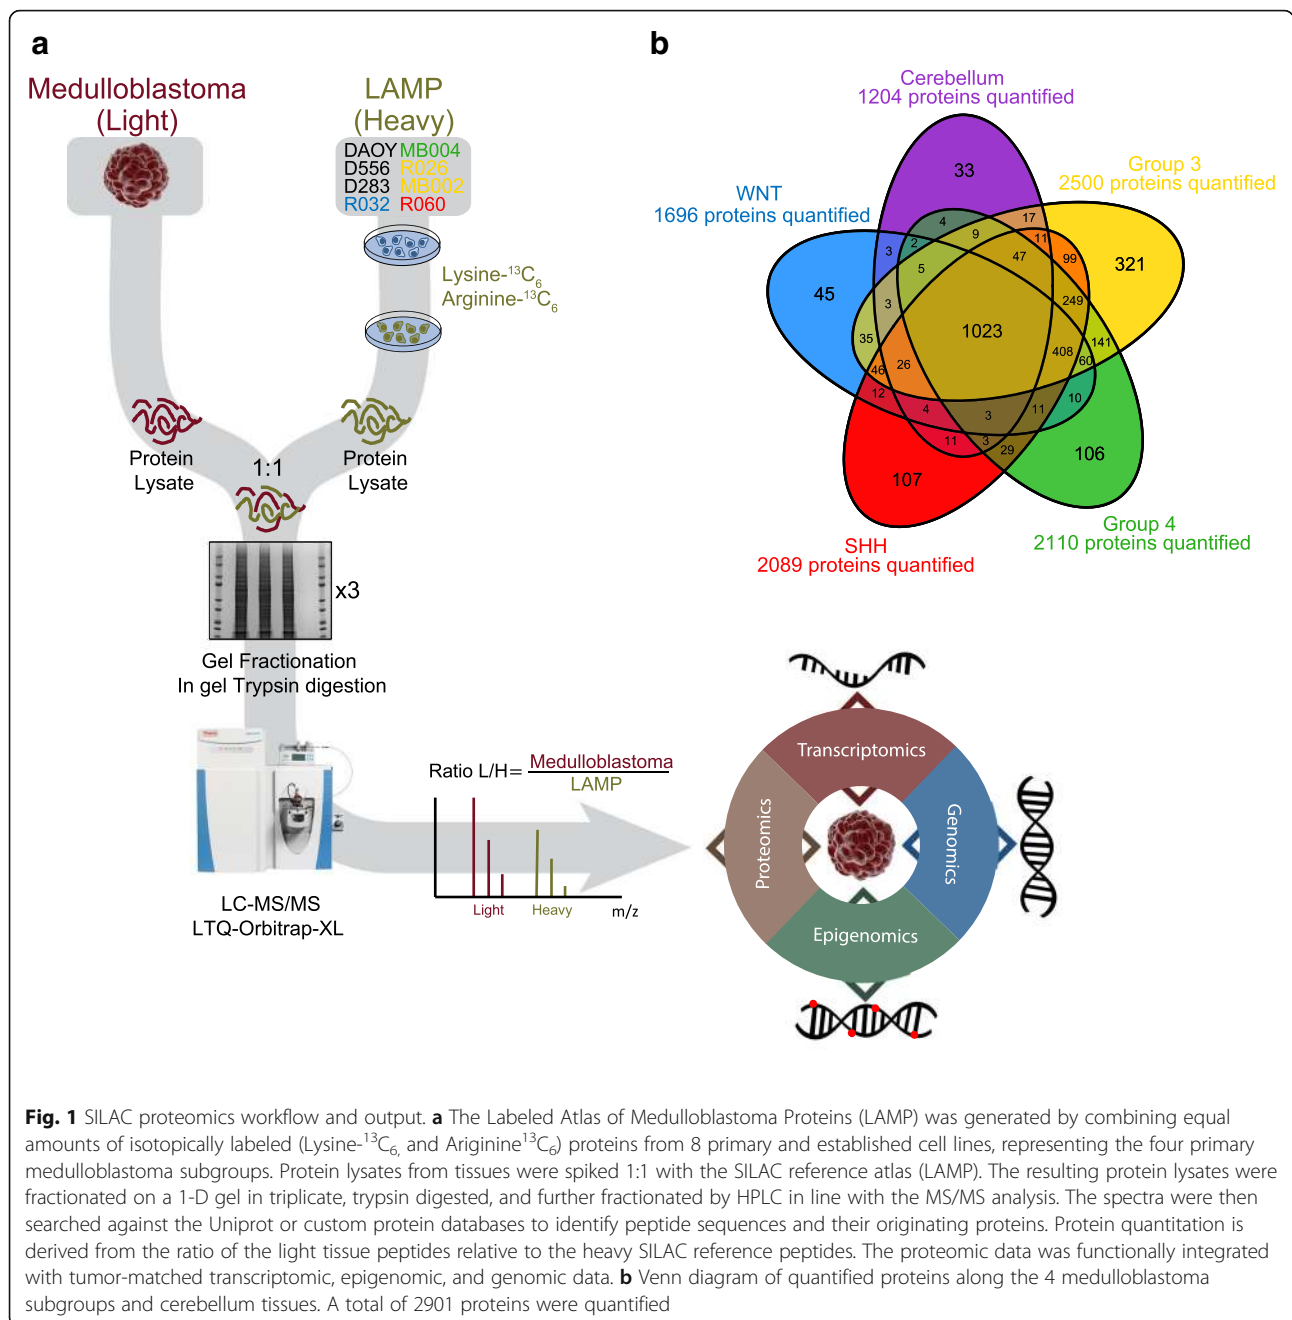 a
Medulloblastoma
(Light)
LAMP
(Heavy)
DAOY MB004
D556 R026
D283 MB002
R032 R060
Lysine-¹³C₆
Arginine-¹³C₆
Protein
Lysate
1:1
Protein
Lysate
x3
Gel Fractionation
In gel Trypsin digestion
LC-MS/MS
LTQ-Orbitrap-XL
Ratio L/H= Medulloblastoma
LAMP
Light
Heavy
m/z
Transcriptomics
Proteomics
Genomics
Epigenomics
b
Cerebellum
1204 proteins quantified
Group 3
2500 proteins quantified
WNT
1696 proteins quantified
33
4
9
17
11
3
2
5
47
99
321
45
3
249
35
1023
141
408
60
46
26
12
4
3
11
10
11
3
29
107
106
SHH
2089 proteins quantified
Group 4
2110 proteins quantified
Fig. 1 SILAC proteomics workflow and output. a The Labeled Atlas of Medulloblastoma Proteins (LAMP) was generated by combining equal
amounts of isotopically labeled (Lysine-¹³C₆, and Ariginine¹³C₆) proteins from 8 primary and established cell lines, representing the four primary
medulloblastoma subgroups. Protein lysates from tissues were spiked 1:1 with the SILAC reference atlas (LAMP). The resulting protein lysates were
fractionated on a 1-D gel in triplicate, trypsin digested, and further fractionated by HPLC in line with the MS/MS analysis. The spectra were then
searched against the Uniprot or custom protein databases to identify peptide sequences and their originating proteins. Protein quantitation is
derived from the ratio of the light tissue peptides relative to the heavy SILAC reference peptides. The proteomic data was functionally integrated
with tumor-matched transcriptomic, epigenomic, and genomic data. b Venn diagram of quantified proteins along the 4 medulloblastoma
subgroups and cerebellum tissues. A total of 2901 proteins were quantified